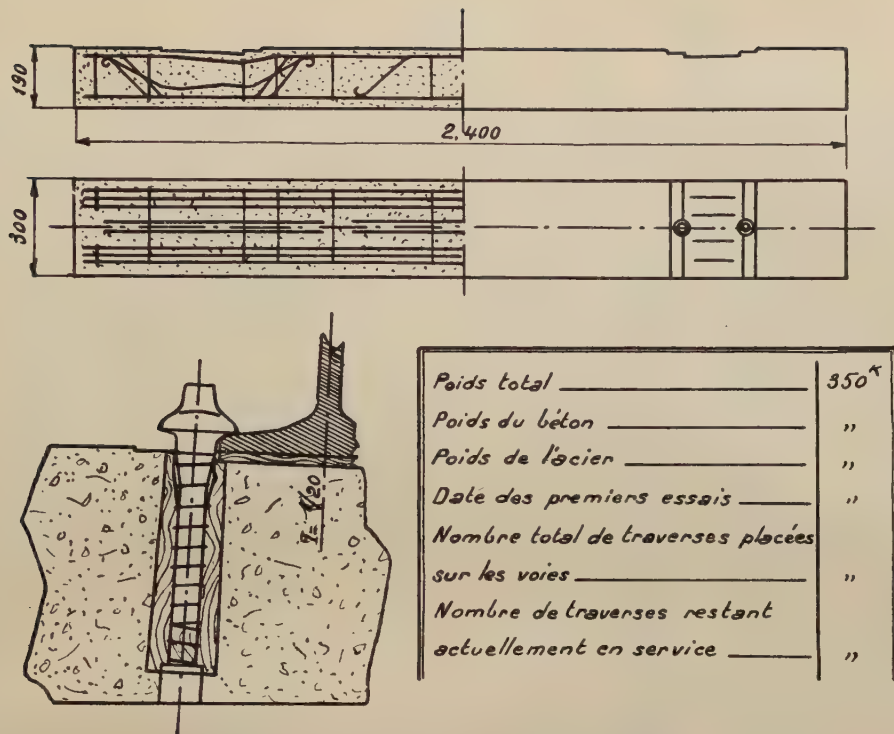 190
2.400
300
I = 1/20
Poids total 350ᴷ
Poids du béton ,,
Poids de l'acier ,,
Date des premiers essais ,,
Nombre total de traverses placées
sur les voies ,,
Nombre de traverses restant
actuellement en service ,,